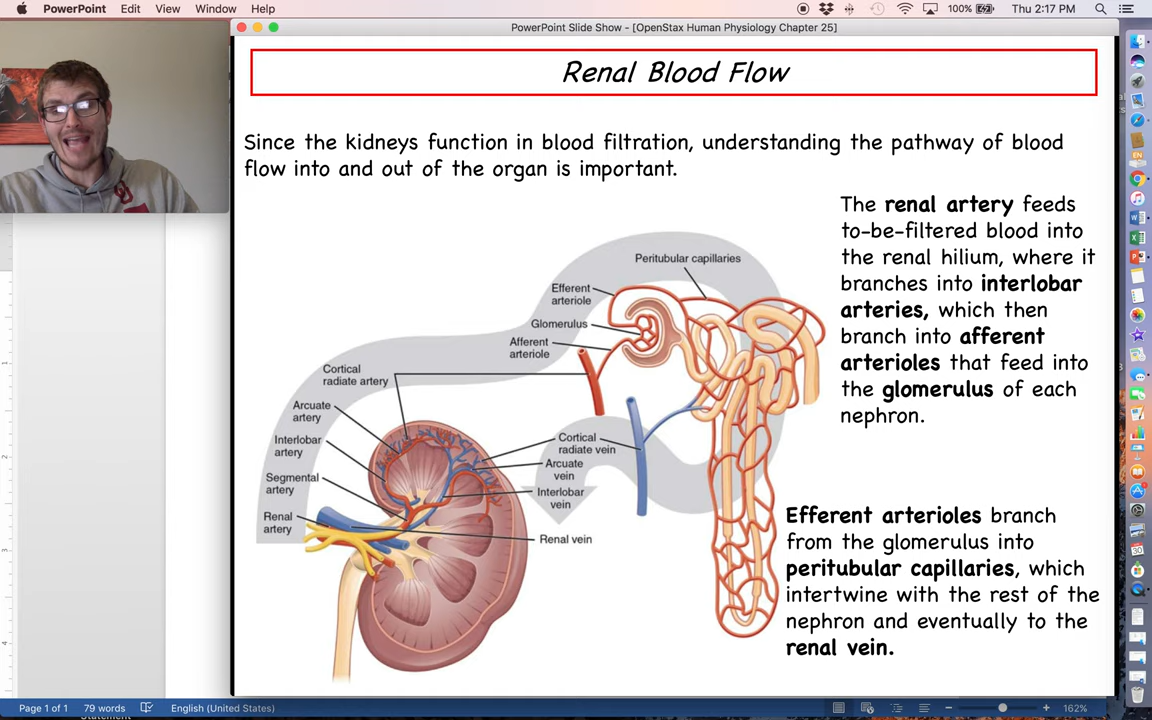 PowerPoint File Edit View Window Help
100% Thu 2:17 PM
PowerPoint Slide Show - [OpenStax Human Physiology Chapter 25]
Renal Blood Flow
Since the kidneys function in blood filtration, understanding the pathway of blood
flow into and out of the organ is important.
The renal artery feeds
to-be-filtered blood into
the renal hilium, where it
branches into interlobar
arteries, which then
branch into afferent
arterioles that feed into
the glomerulus of each
nephron.
Peritubular capillaries
Efferent
arteriole
Glomerulus
Afferent
arteriole
Cortical
radiate artery
Arcuate
artery
Interlobar
artery
Segmental
artery
Renal
artery
Cortical
radiate vein
Arcuate
vein
Interlobar
vein
Renal vein
Efferent arterioles branch
from the glomerulus into
peritubular capillaries, which
intertwine with the rest of the
nephron and eventually to the
renal vein.
Page 1 of 1 79 words English (United States) 162%